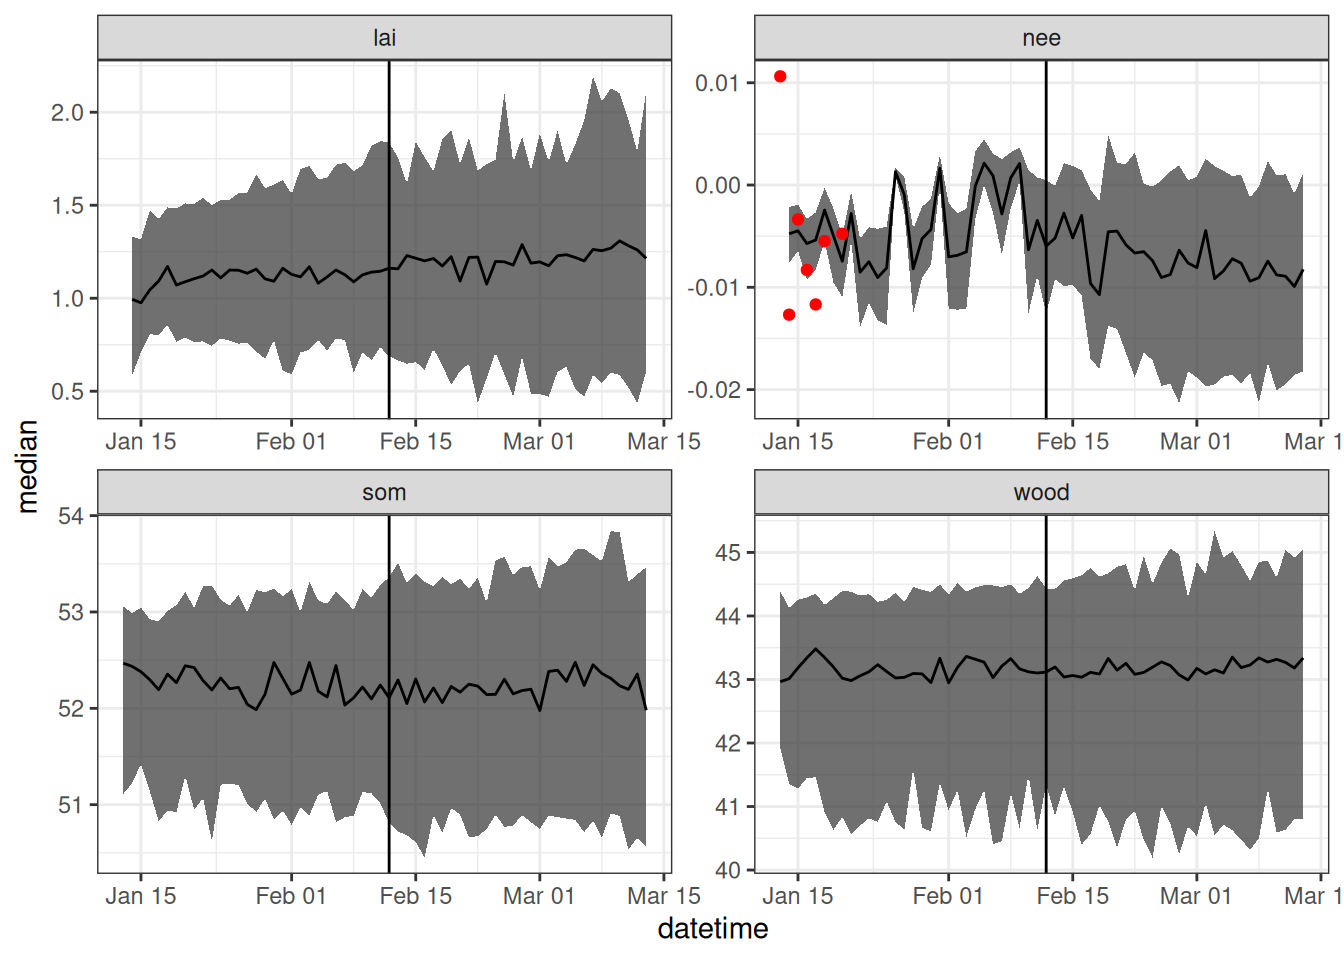 lai
nee
2.0
1.5
1.0
0.5
0.01
0.00
-0.01
-0.02
Jan 15 Feb 01 Feb 15 Mar 01 Mar 15
Jan 15 Feb 01 Feb 15 Mar 01 Mar 1
median
som
wood
54
53
52
51
45
44
43
42
41
40
Jan 15 Feb 01 Feb 15 Mar 01 Mar 15
Jan 15 Feb 01 Feb 15 Mar 01 Mar 1
datetime